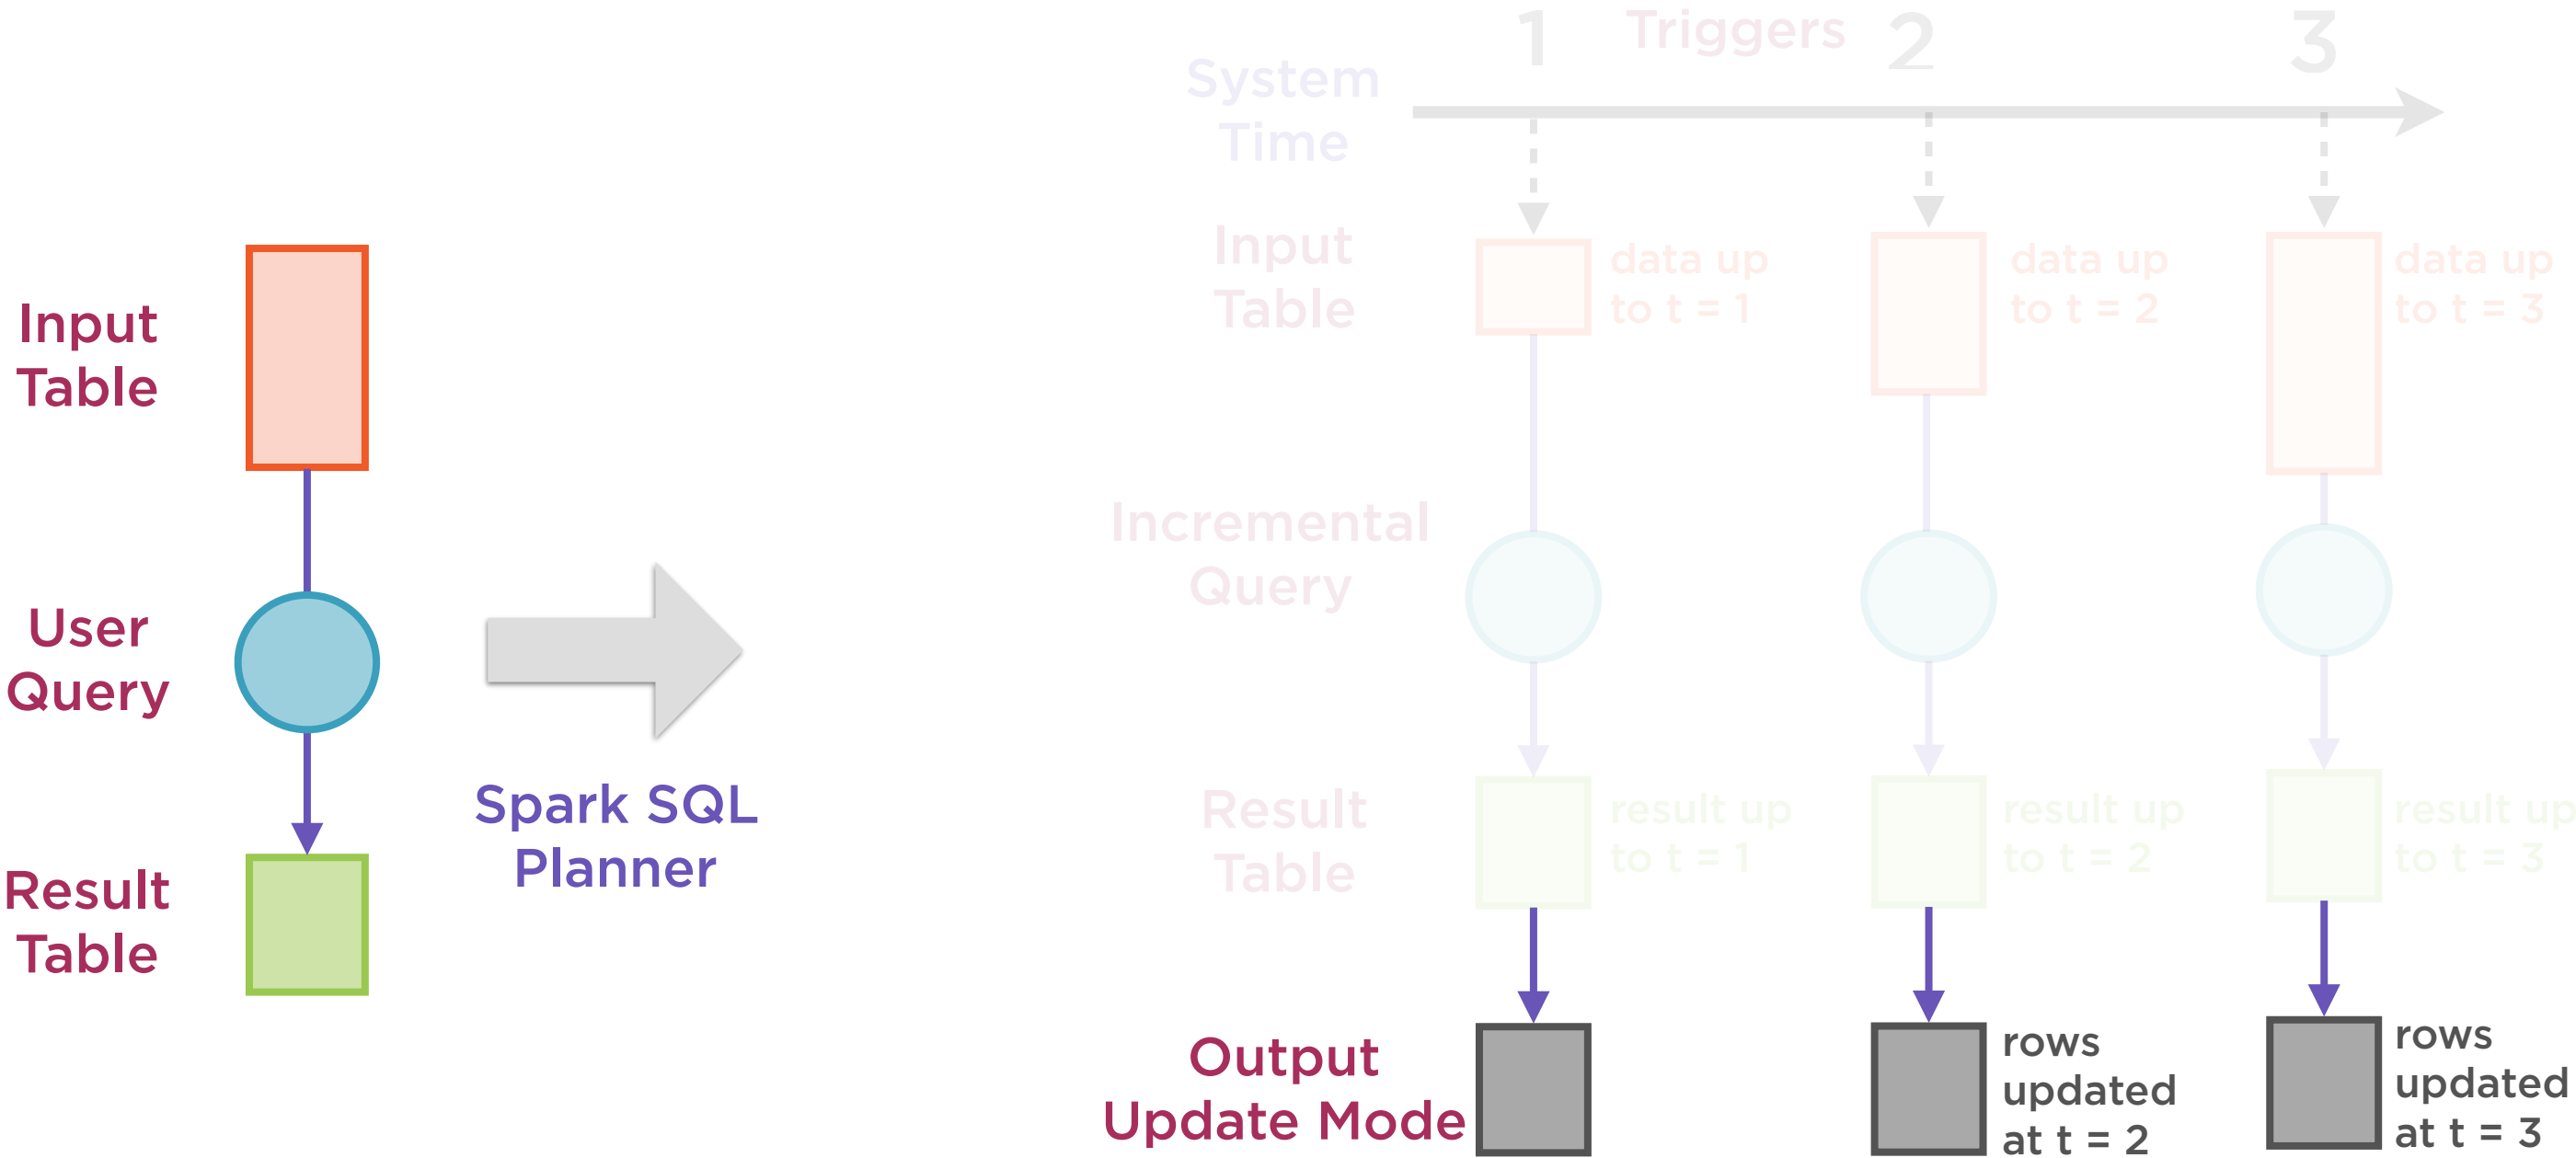 Input
Table
User
Query
Result
Table
Spark SQL
Planner
1
Triggers
2
3
System
Time
Input
Table
data up
to t = 1
data up
to t = 2
data up
to t = 3
Incremental
Query
Result
Table
result up
to t = 1
result up
to t = 2
result up
to t = 3
Output
Update Mode
rows
updated
at t = 2
rows
updated
at t = 3